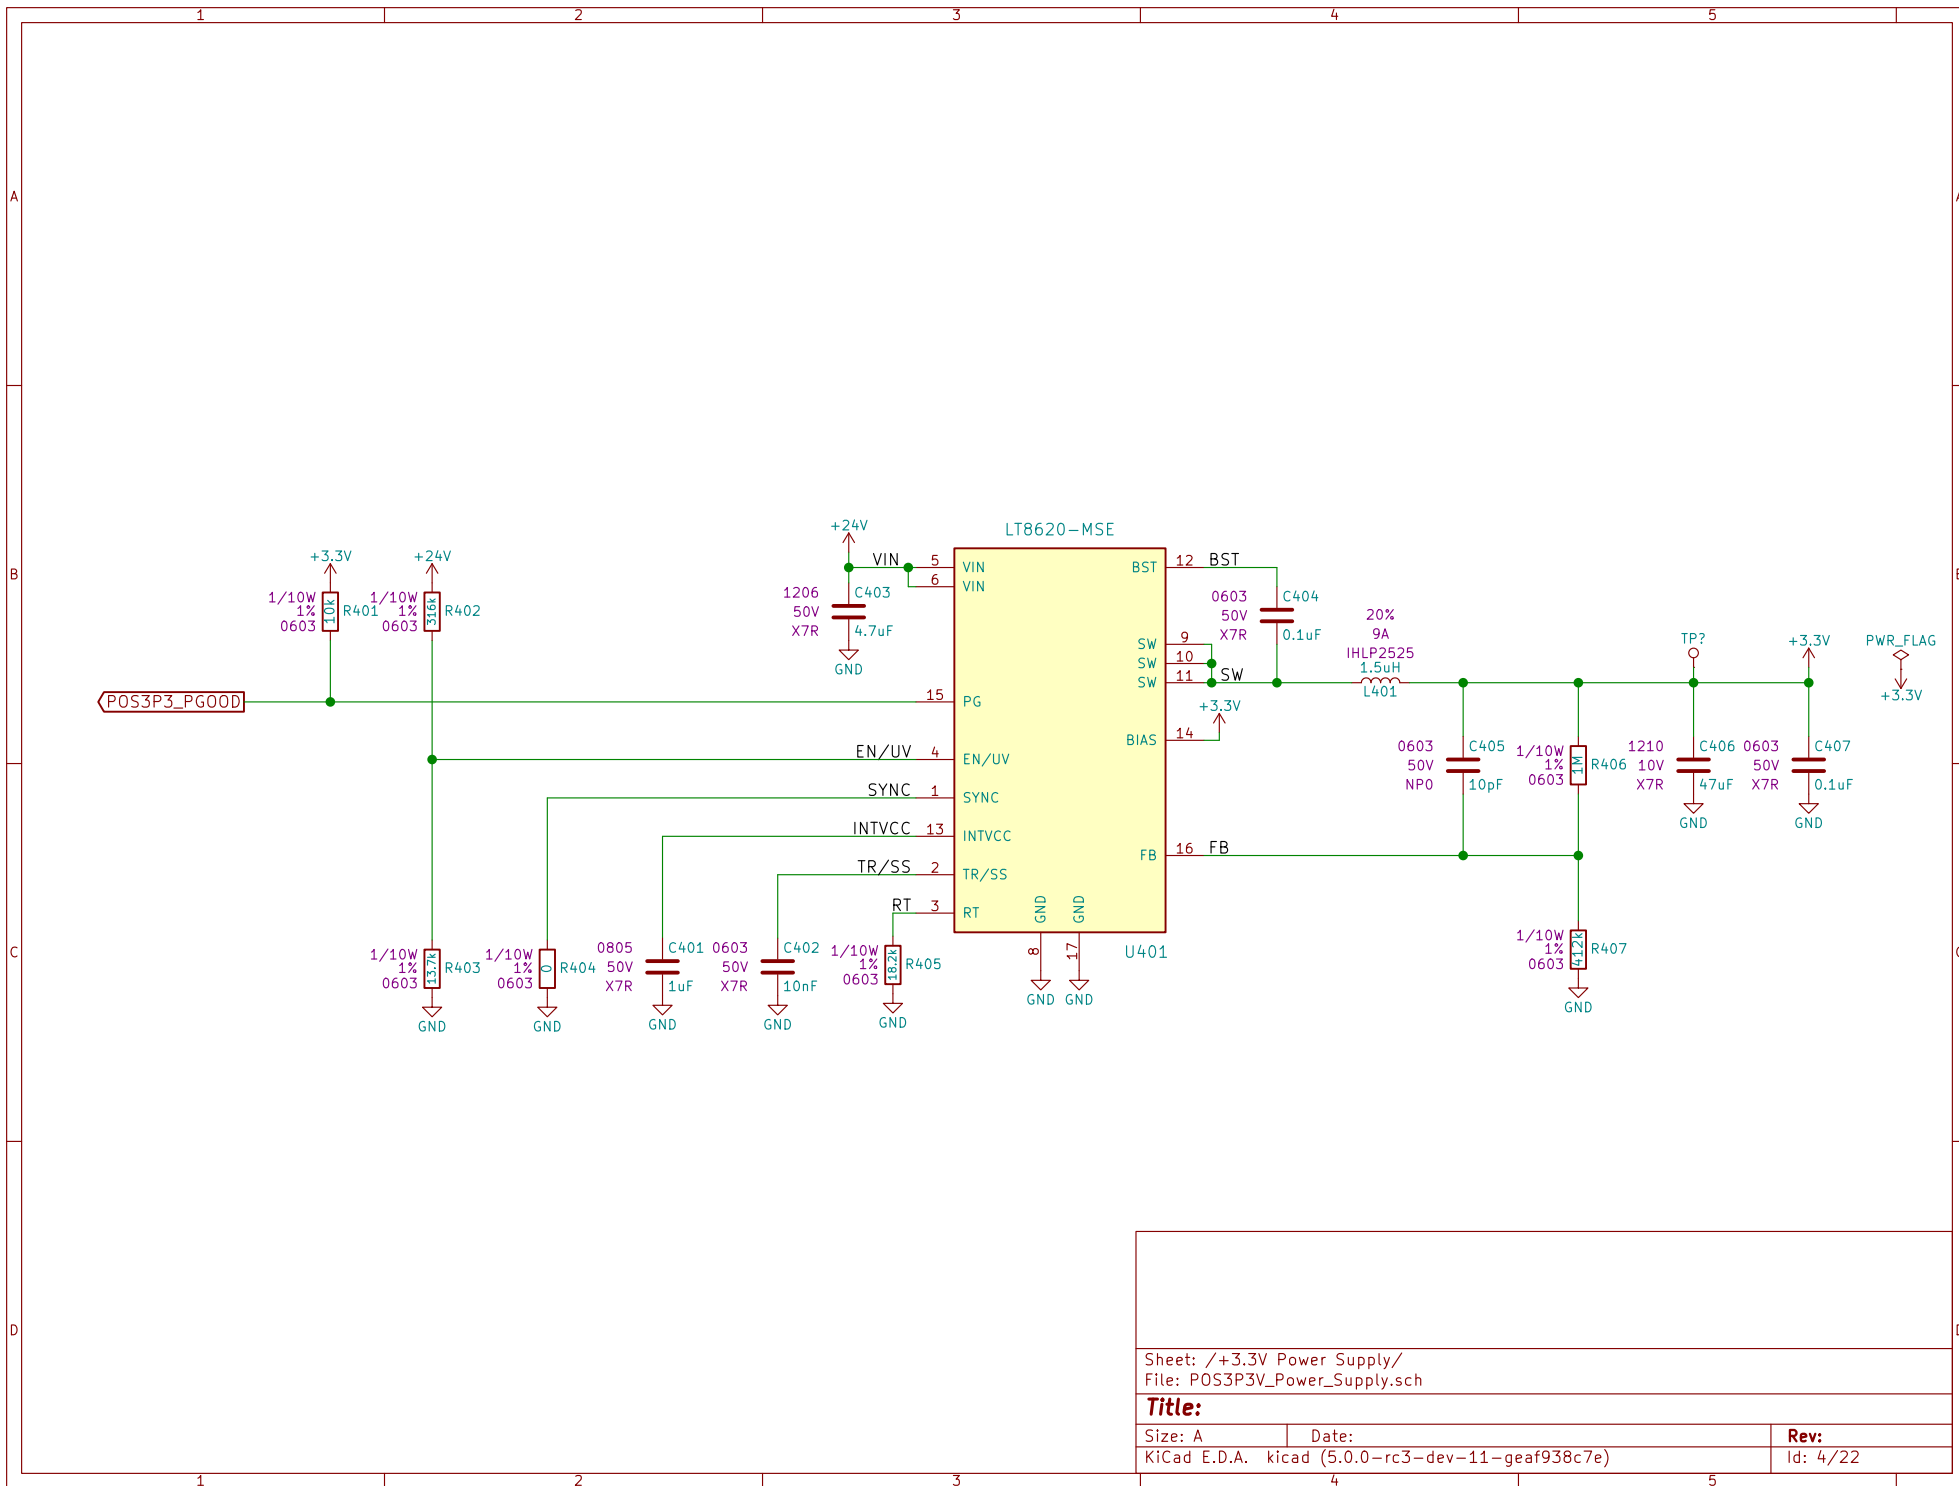 1 2 3 4 5
A
A
B
C
C
D
LT8620-MSE
+24V
VIN
5 VIN
6 VIN
1206
50V
X7R
C403
4.7uF
GND
+3.3V
1/10W
1%
0603
10k
R401
+24V
1/10W
1%
0603
316k
R402
POS3P3_PGOOD
15 PG
EN/UV 4 EN/UV
SYNC 1 SYNC
INTVCC 13 INTVCC
TR/SS 2 TR/SS
RT 3 RT
1/10W
1%
0603
13.7k
R403
GND
1/10W
1%
0603
0
R404
GND
0805
50V
X7R
C401
1uF
GND
0603
50V
X7R
C402
10nF
GND
1/10W
1%
0603
18.2k
R405
GND
GND GND
8 17
GND GND
U401
BST 12 BST
SW 9
SW 10
SW 11 SW
0603
50V
X7R
C404
0.1uF
20%
9A
IHLP2525
1.5uH
L401
+3.3V
BIAS 14
FB 16 FB
0603
50V
NP0
C405
10pF
1/10W
1%
0603
1M
R406
1/10W
1%
0603
412k
R407
GND
TP?
1210
10V
X7R
C406
47uF
GND
+3.3V
0603
50V
X7R
C407
0.1uF
GND
PWR_FLAG
+3.3V
Sheet: /+3.3V Power Supply/
File: POS3P3V_Power_Supply.sch
Title:
Size: A Date: Rev:
KiCad E.D.A. kicad (5.0.0-rc3-dev-11-geaf938c7e) Id: 4/22
1 2 3 4 5